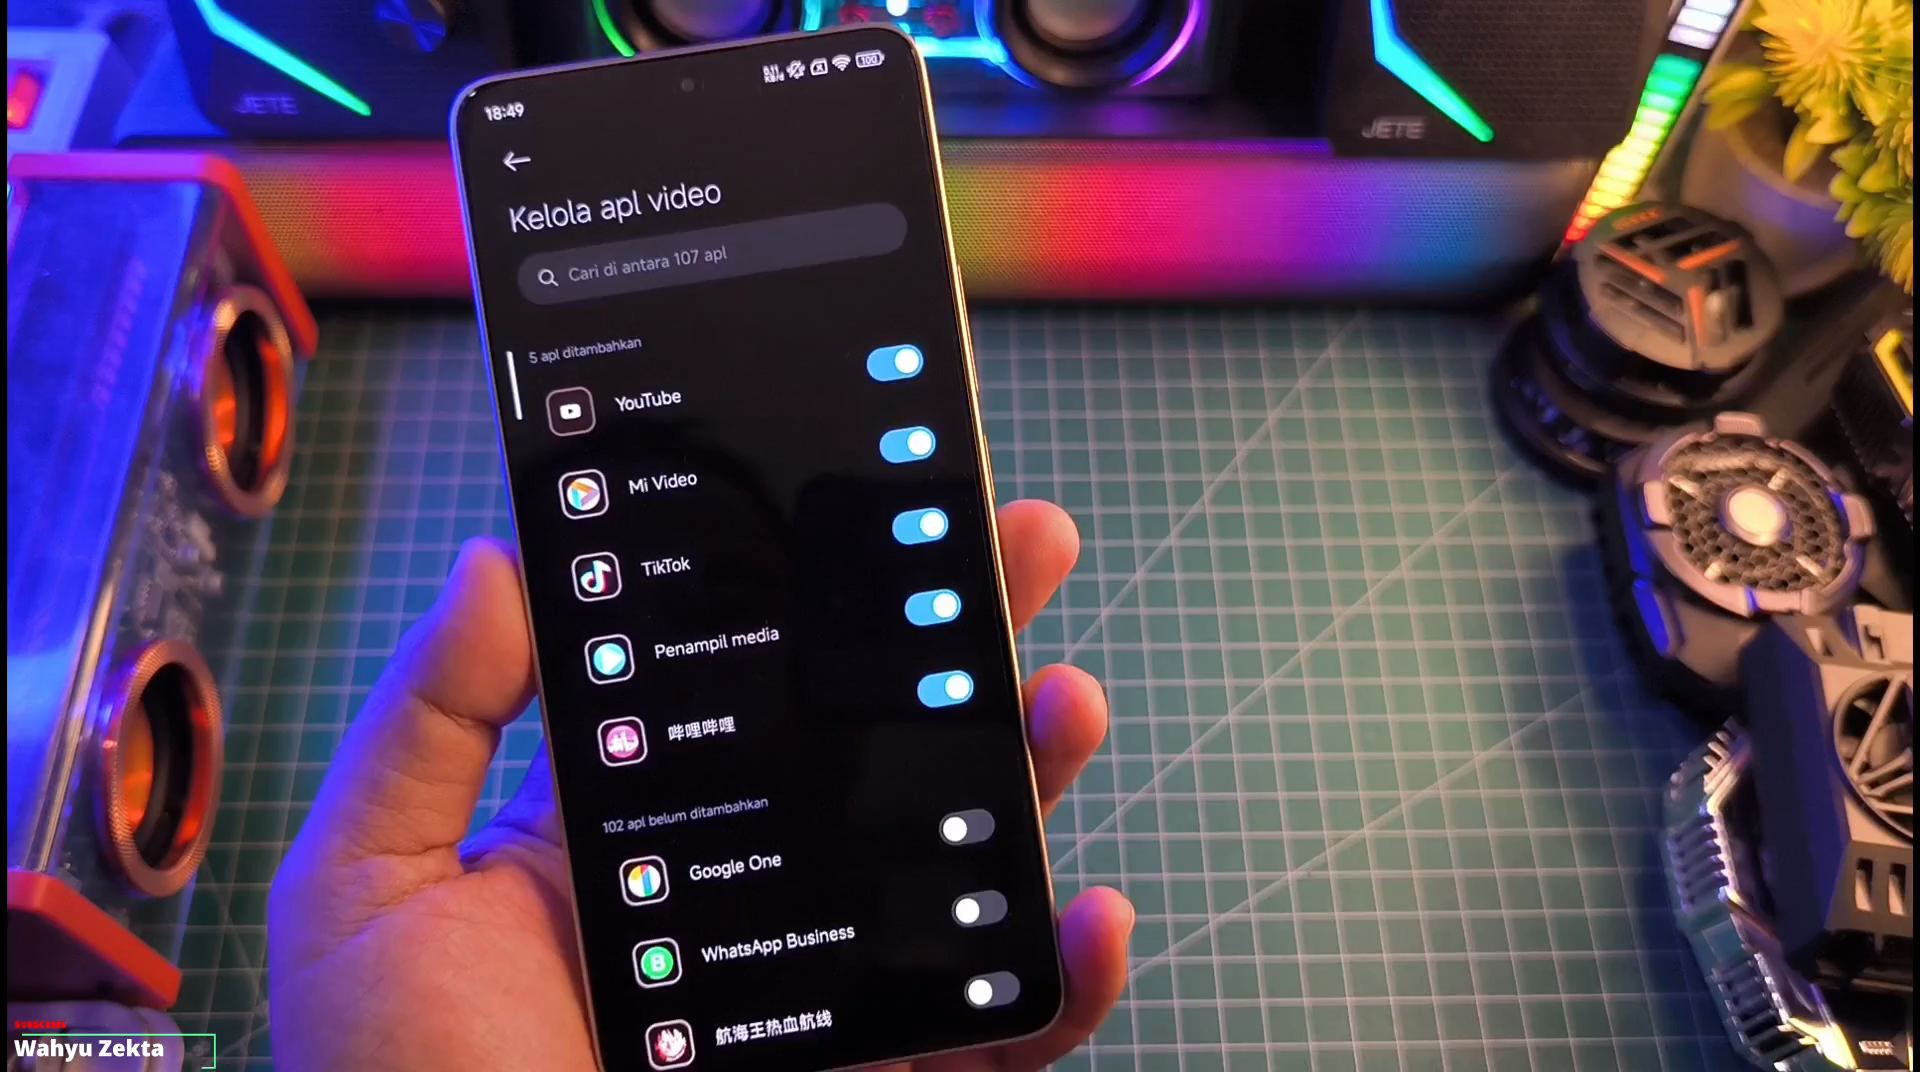 JETE
JETE
18:49
100
Kelola apl video
Cari di antara 107 apl
5 apl ditambahkan
YouTube
Mi Video
TikTok
Penampil media
哔哩哔哩
102 apl belum ditambahkan
Google One
B
WhatsApp Business
航海王热血航线
SUBSCRIBE
Wahyu Zekta